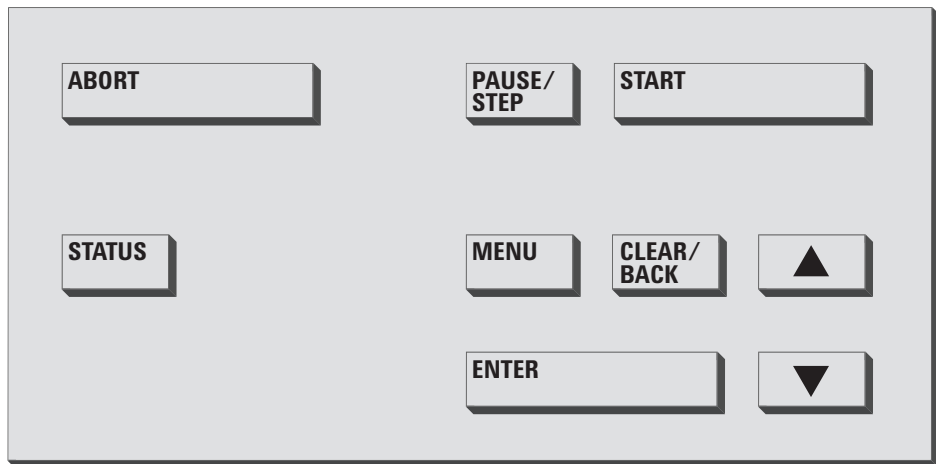 ABORT
PAUSE/
STEP
START
STATUS
MENU
CLEAR/
BACK
ENTER